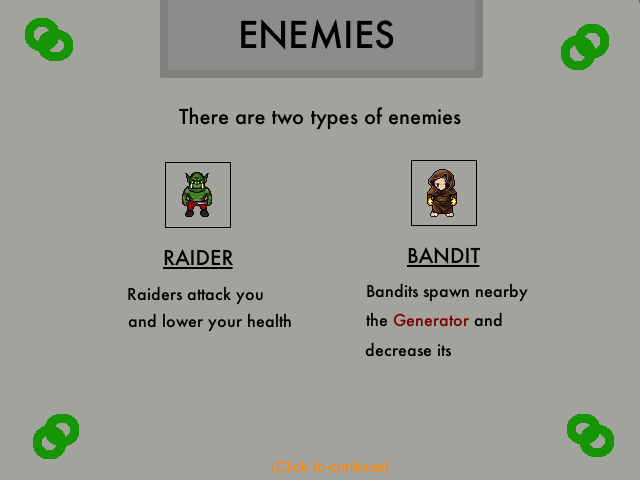 ENEMIES
There are two types of enemies
RAIDER
Raiders attack you
and lower your health
BANDIT
Bandits spawn nearby
the Generator and
decrease its
(Click to continue)